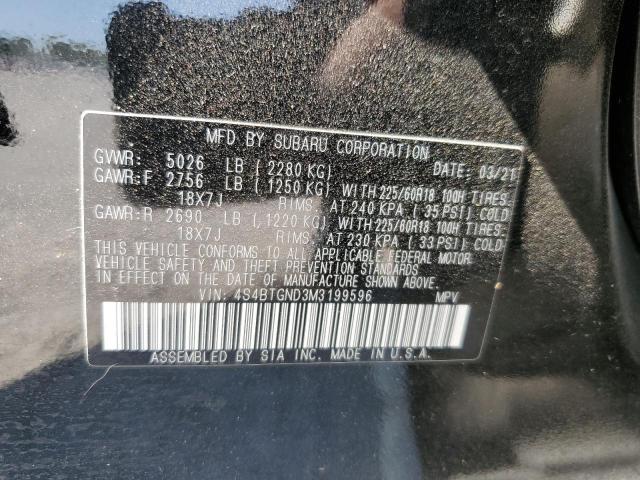 MFD BY SUBARU CORPORATION
GVWR: 5026 LB (2280 KG) DATE: 03/21
GAWR:F 2756 LB (1250 KG) WITH 225/60R18 100H TIRES.
18X7J RIMS, AT 240 KPA (35 PSI) COLD
GAWR:R 2690 LB (1220 KG) WITH 225/60R18 100H TIRES.
18X7J RIMS, AT 230 KPA (33 PSI) COLD
THIS VEHICLE CONFORMS TO ALL APPLICABLE FEDERAL MOTOR
VEHICLE SAFETY AND THEFT PREVENTION STANDARDS
IN EFFECT ON THE DATE OF MANUFACTURE SHOWN ABOVE.
VIN: 4S4BTGND3M3199596 MPV
ASSEMBLED BY SIA INC. MADE IN U.S.A.